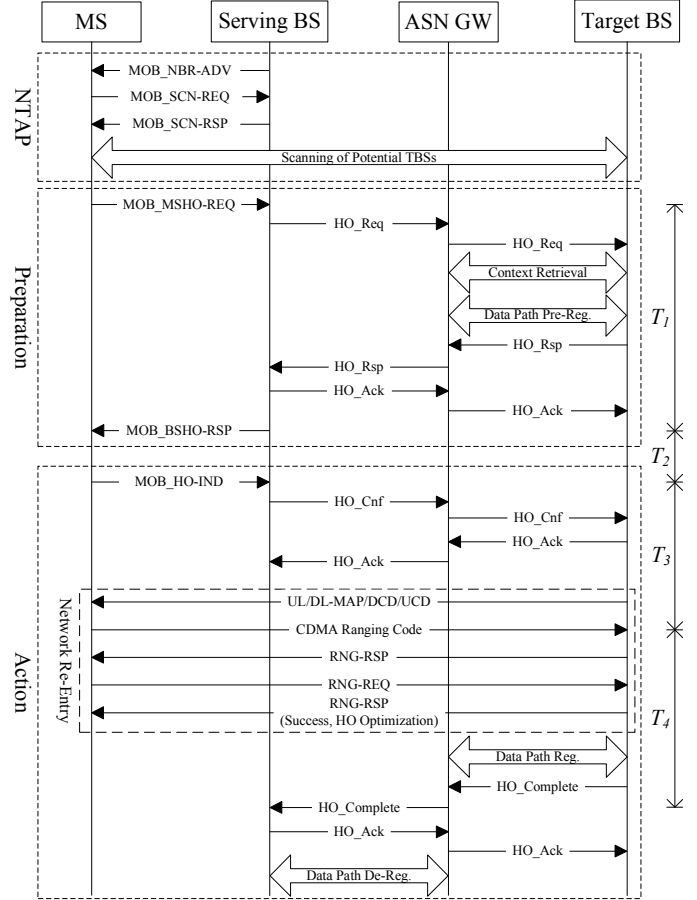 MS
Serving BS
ASN GW
Target BS
NTAP
MOB_NBR-ADV
MOB_SCN-REQ
MOB_SCN-RSP
Scanning of Potential TBSs
Preparation
MOB_MSHO-REQ
HO_Req
HO_Req
Context Retrieval
Data Path Pre-Reg.
T1
HO_Rsp
HO_Rsp
HO_Ack
HO_Ack
MOB_BSHO-RSP
T2
Action
MOB_HO-IND
HO_Cnf
HO_Cnf
HO_Ack
HO_Ack
T3
Network Re-Entry
UL/DL-MAP/DCD/UCD
CDMA Ranging Code
RNG-RSP
RNG-REQ
RNG-RSP
(Success, HO Optimization)
T4
Data Path Reg.
HO_Complete
HO_Complete
HO_Ack
HO_Ack
Data Path De-Reg.